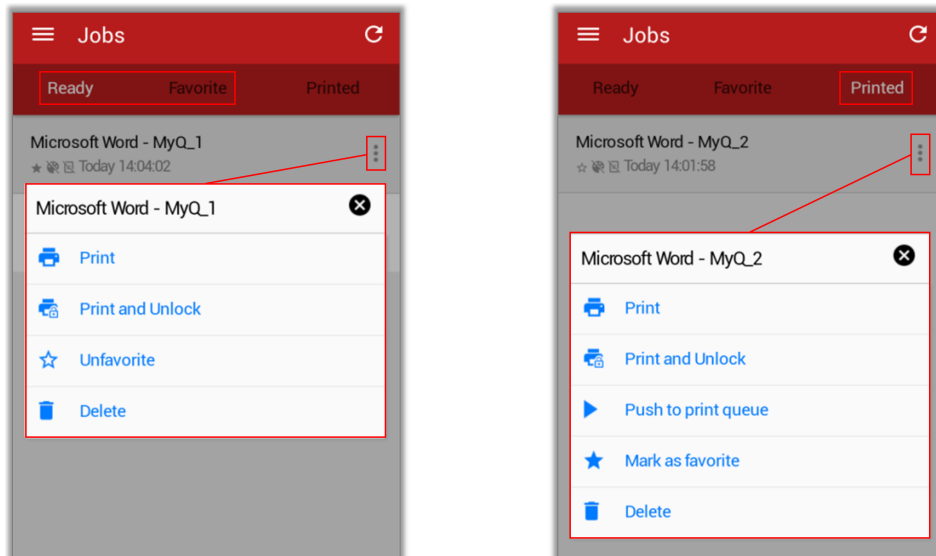 Jobs
Ready Favorite Printed
Microsoft Word - MyQ_1
Today 14:04:02
Microsoft Word - MyQ_1
Print
Print and Unlock
Unfavorite
Delete
Jobs
Ready Favorite Printed
Microsoft Word - MyQ_2
Today 14:01:58
Microsoft Word - MyQ_2
Print
Print and Unlock
Push to print queue
Mark as favorite
Delete